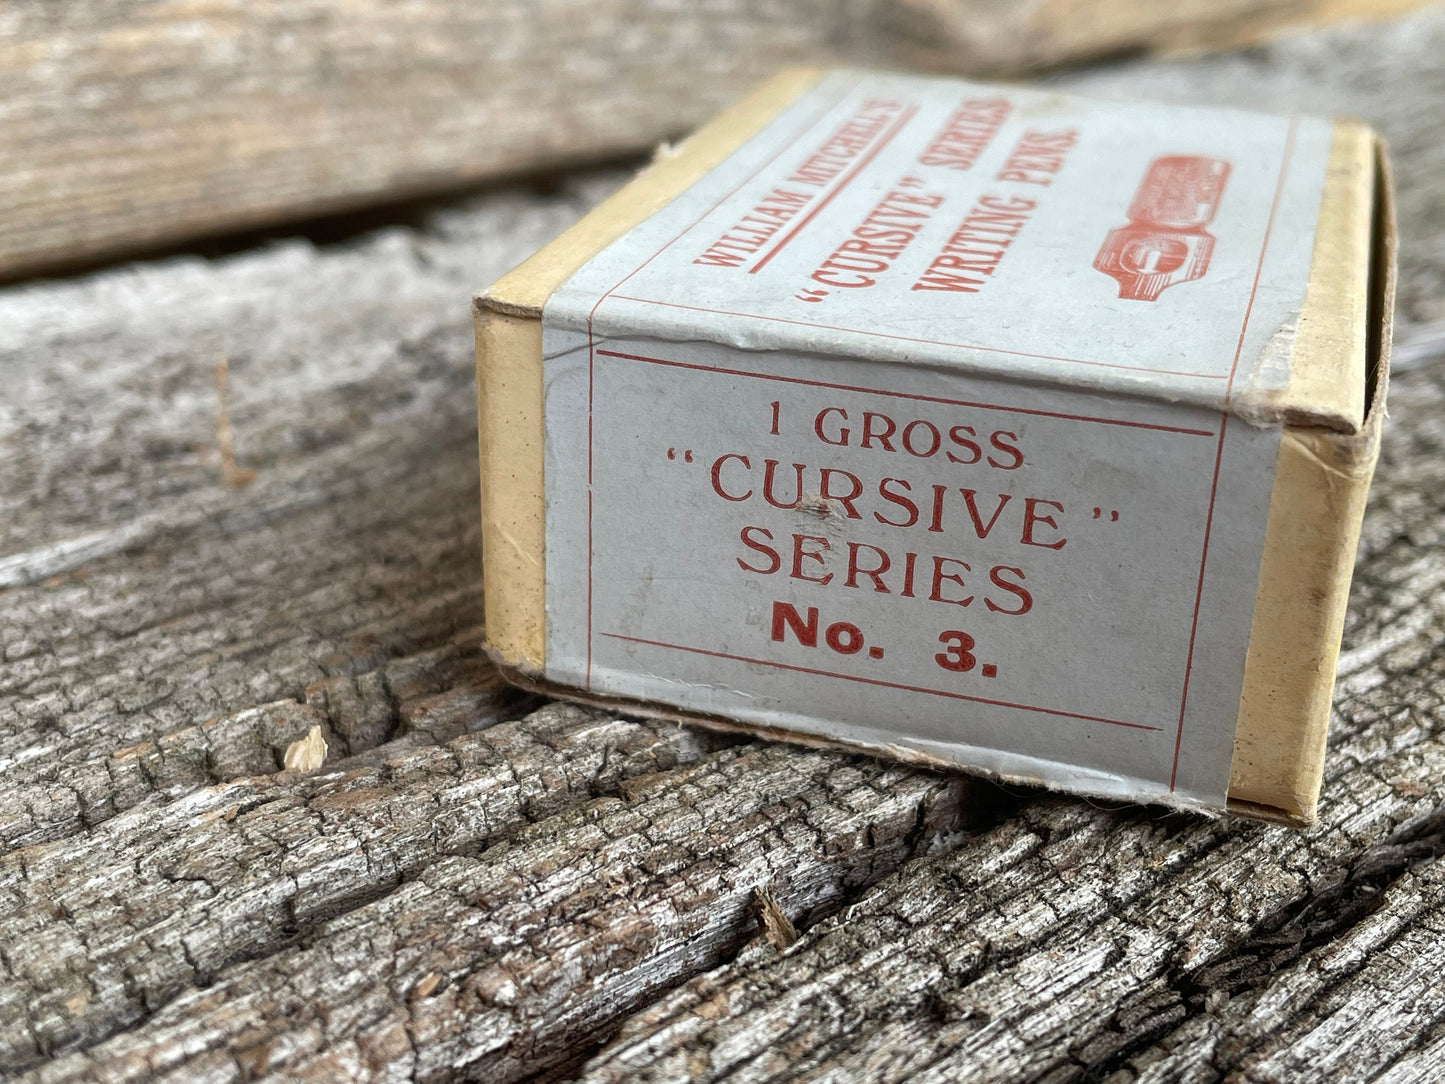 WILLIAM MITCHELL'S
"CURSIVE" SERIES
WRITING PENS.
1 GROSS
"CURSIVE"
SERIES
No. 3.